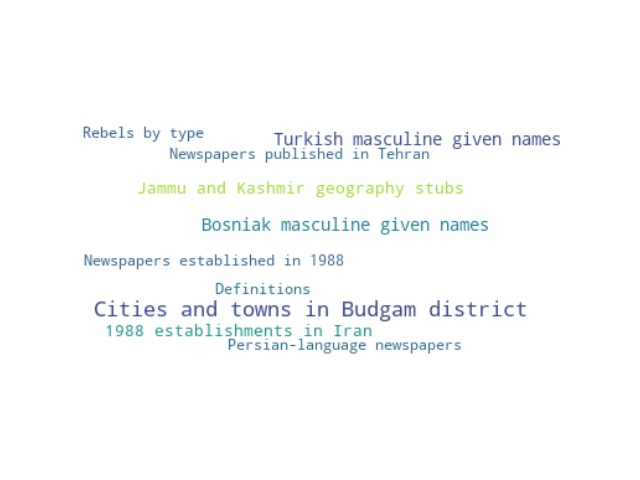 Rebels by type
Turkish masculine given names
Newspapers published in Tehran
Jammu and Kashmir geography stubs
Bosniak masculine given names
Newspapers established in 1988
Definitions
Cities and towns in Budgam district
1988 establishments in Iran
Persian-language newspapers